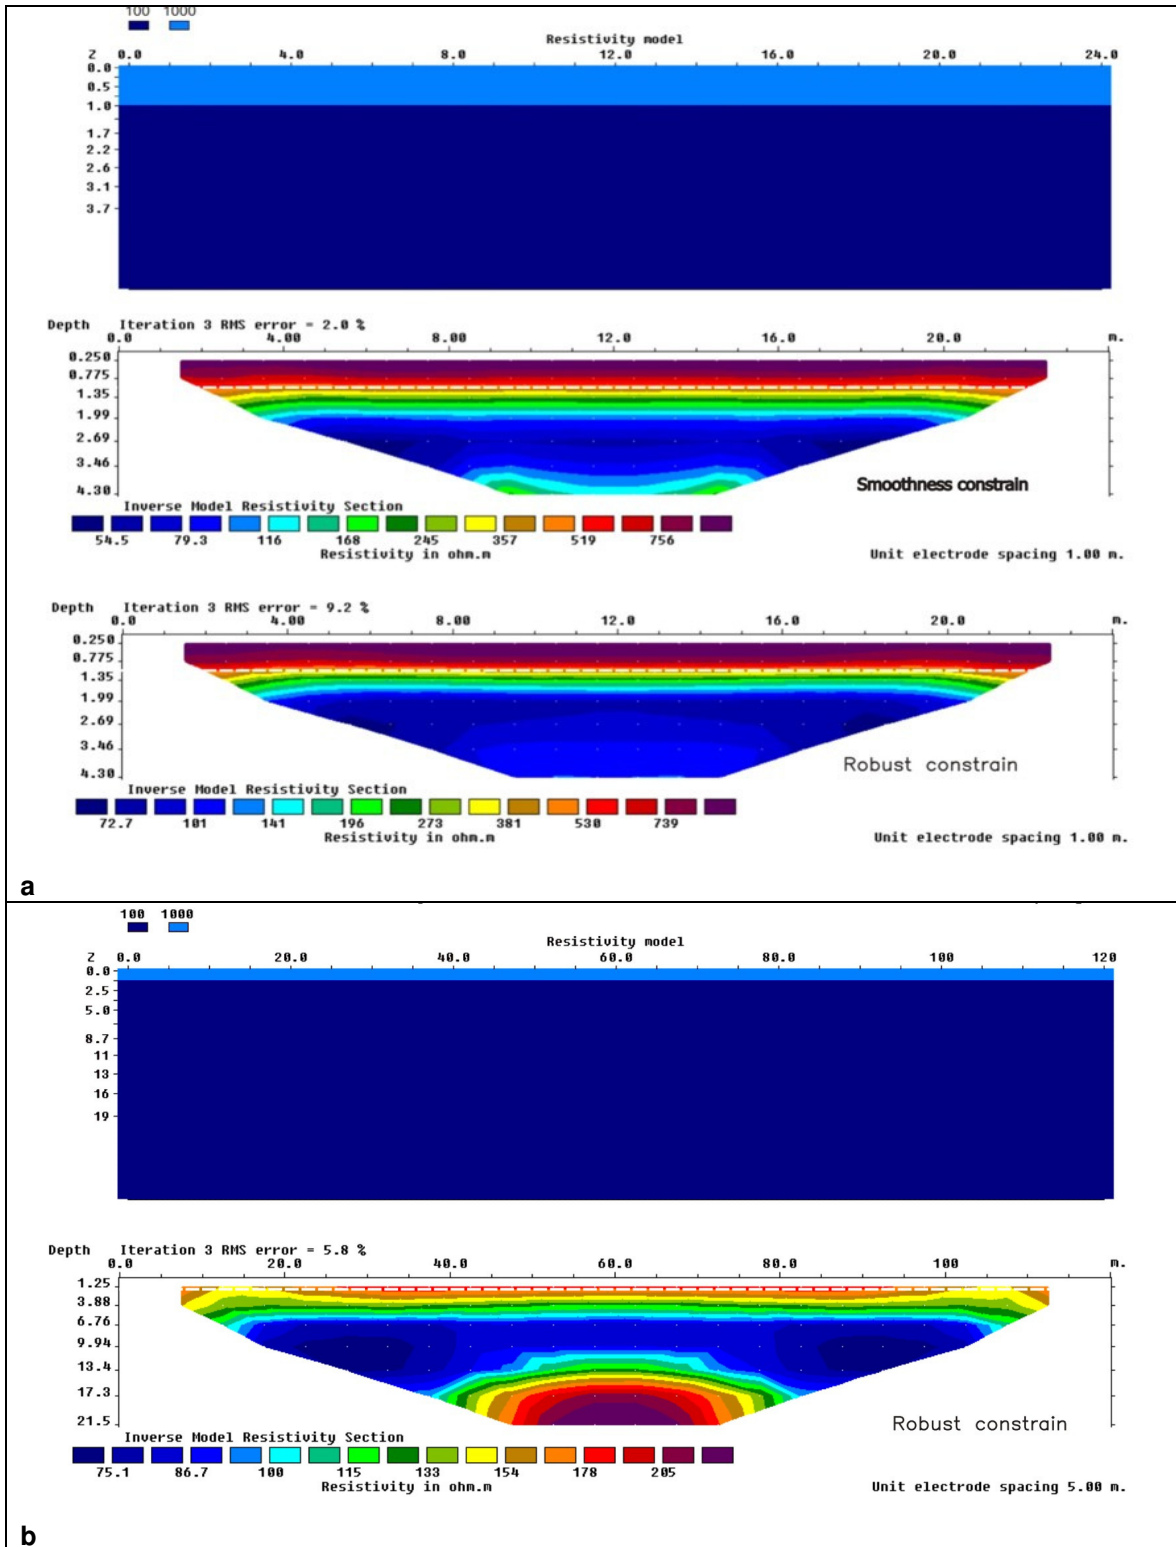 100 1000
Resistivity model
Z 0.0 4.0 8.0 12.0 16.0 20.0 24.0
0.0
0.5
1.0
1.7
2.2
2.6
3.1
3.7
Depth Iteration 3 RMS error = 2.0 %
0.0 4.00 8.00 12.0 16.0 20.0 m.
0.250
0.775
1.35
1.99
2.69
3.46
4.30
Smoothness constrain
Inverse Model Resistivity Section
54.5 79.3 116 168 245 357 519 756
Resistivity in ohm.m Unit electrode spacing 1.00 m.
Depth Iteration 3 RMS error = 9.2 %
0.0 4.00 8.00 12.0 16.0 20.0 m.
0.250
0.775
1.35
1.99
2.69
3.46
4.30
Robust constrain
Inverse Model Resistivity Section
72.7 101 141 196 273 381 530 739
Resistivity in ohm.m Unit electrode spacing 1.00 m.
a
100 1000
Resistivity model
Z 0.0 20.0 40.0 60.0 80.0 100 120
0.0
2.5
5.0
8.7
11
13
16
19
Depth Iteration 3 RMS error = 5.8 %
0.0 20.0 40.0 60.0 80.0 100 m.
1.25
3.88
6.76
9.94
13.4
17.3
21.5
Robust constrain
Inverse Model Resistivity Section
75.1 86.7 100 115 133 154 178 205
Resistivity in ohm.m Unit electrode spacing 5.00 m.
b